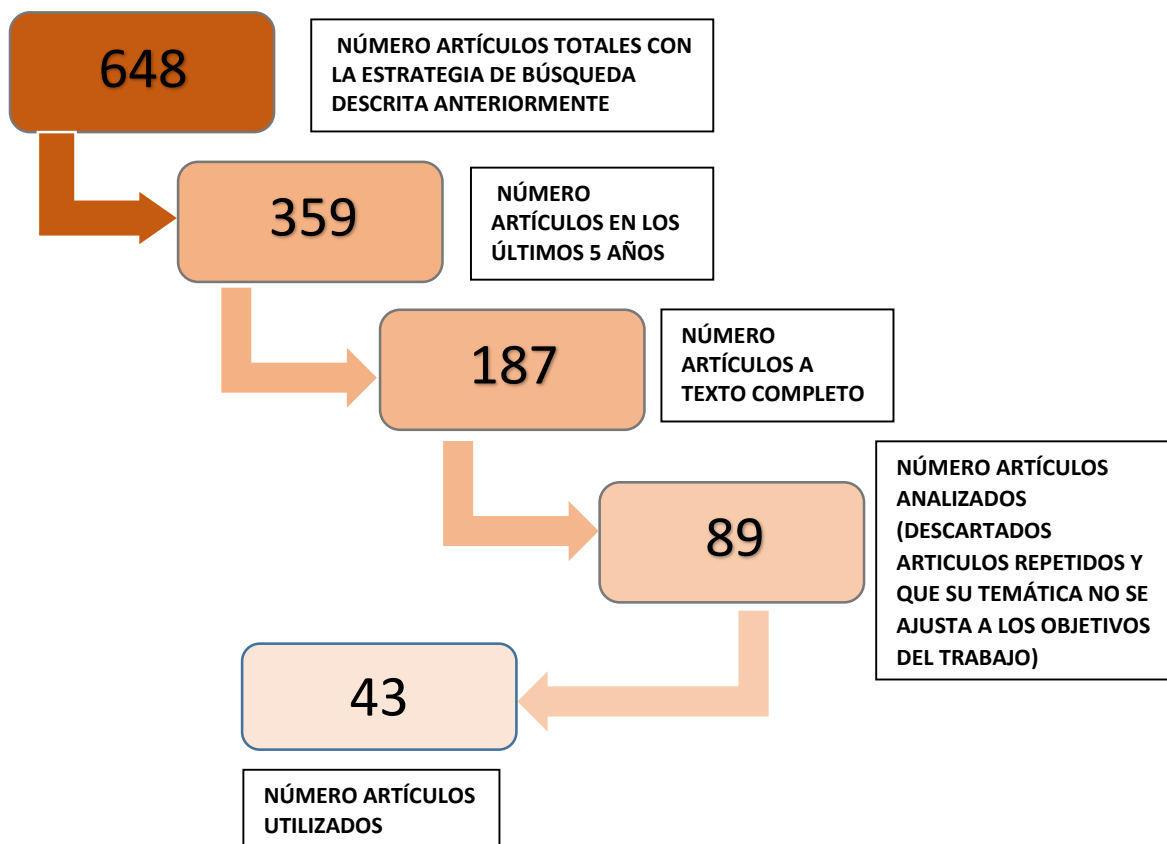 648
NÚMERO ARTÍCULOS TOTALES CON
LA ESTRATEGIA DE BÚSQUEDA
DESCRITA ANTERIORMENTE
359
NÚMERO
ARTÍCULOS EN LOS
ÚLTIMOS 5 AÑOS
187
NÚMERO
ARTÍCULOS A
TEXTO COMPLETO
89
NÚMERO ARTÍCULOS
ANALIZADOS
(DESCARTADOS
ARTICULOS REPETIDOS Y
QUE SU TEMÁTICA NO SE
AJUSTA A LOS OBJETIVOS
DEL TRABAJO)
43
NÚMERO ARTÍCULOS
UTILIZADOS